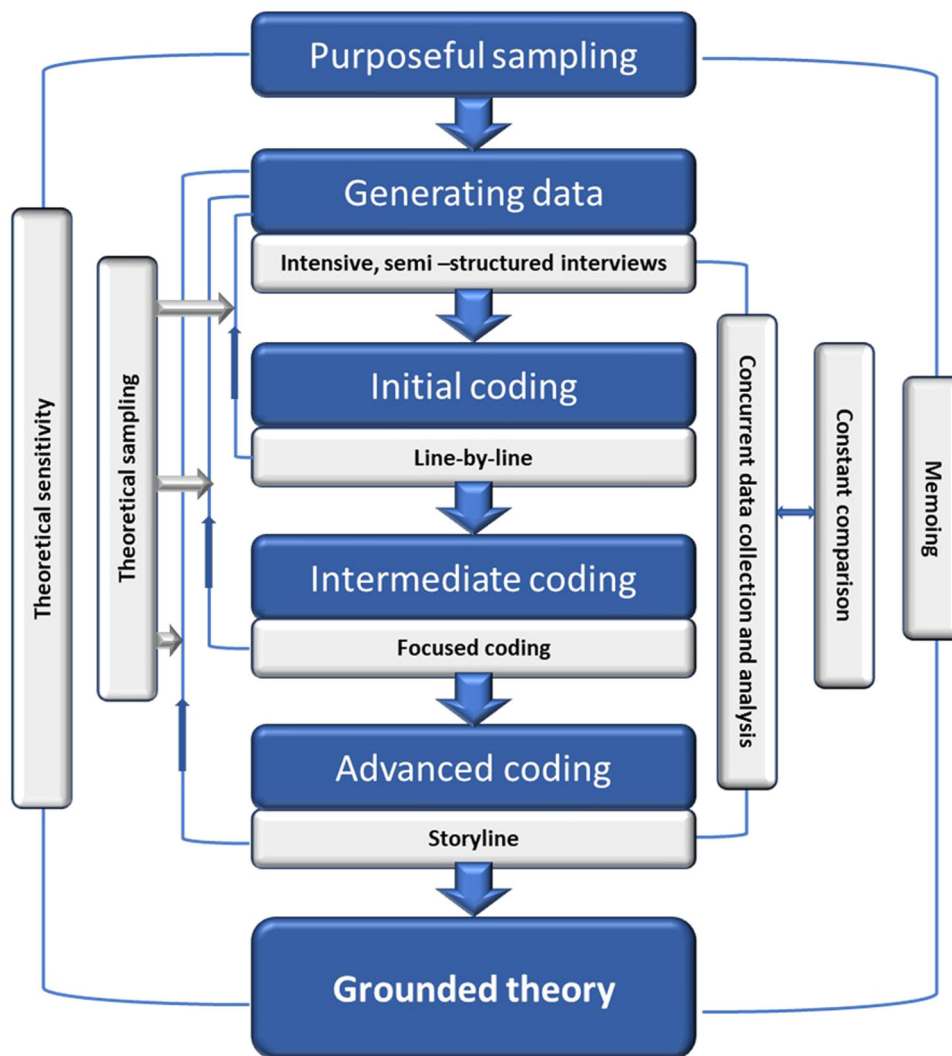 Purposeful sampling
Generating data
Intensive, semi –structured interviews
Initial coding
Line-by-line
Intermediate coding
Focused coding
Advanced coding
Storyline
Grounded theory
Theoretical sensitivity
Theoretical sampling
Concurrent data collection and analysis
Constant comparison
Memoing